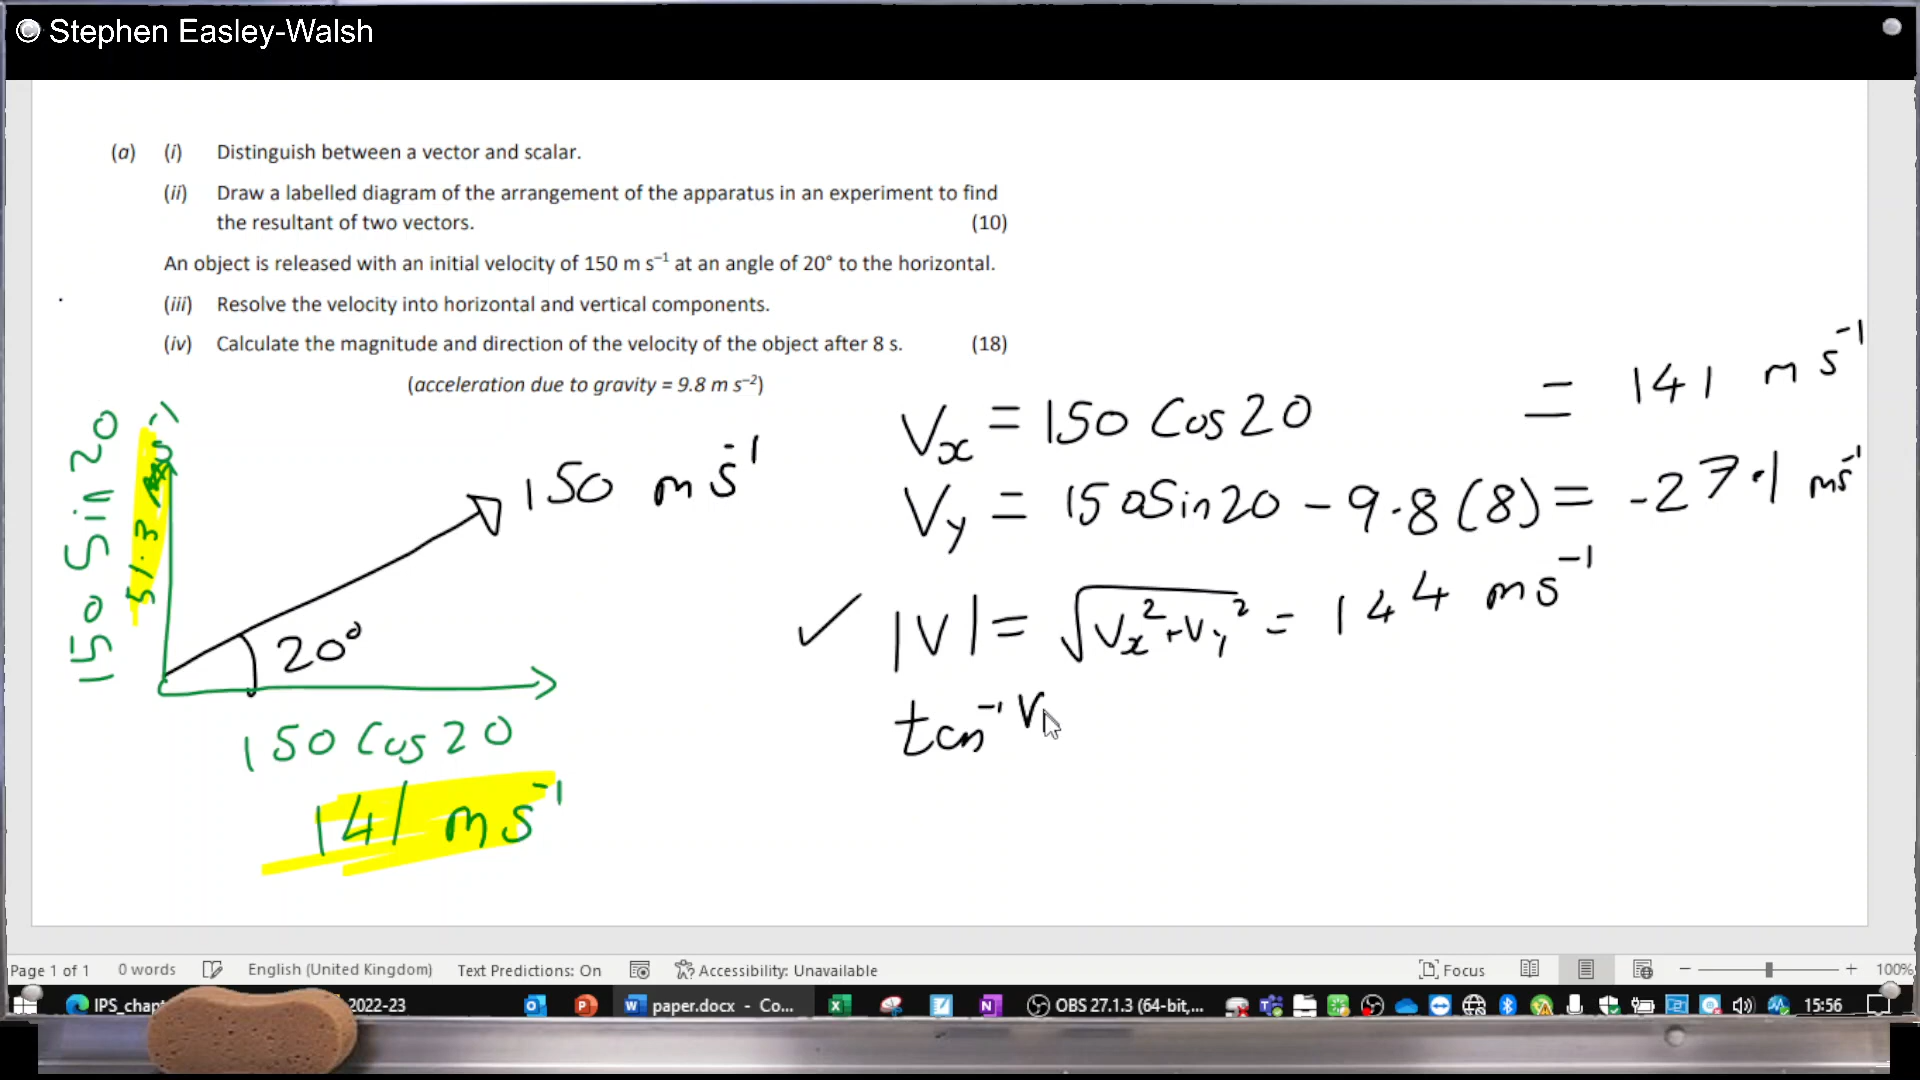 © Stephen Easley-Walsh
(a) (i) Distinguish between a vector and scalar.
(ii) Draw a labelled diagram of the arrangement of the apparatus in an experiment to find
the resultant of two vectors. (10)
An object is released with an initial velocity of 150 m s⁻¹ at an angle of 20° to the horizontal.
(iii) Resolve the velocity into horizontal and vertical components.
(iv) Calculate the magnitude and direction of the velocity of the object after 8 s. (18)
(acceleration due to gravity = 9.8 m s⁻²)
150 Sin 20
51.3
150 m s⁻¹
20°
150 Cos 20
141 m s⁻¹
Vx = 150 Cos 20 = 141 m s⁻¹
Vy = 150 Sin 20 - 9.8 (8) = -27.1 m s⁻¹
✓ |V| = √Vx² + Vy² = 144 m s⁻¹
tan⁻¹ V
Page 1 of 1 0 words English (United Kingdom) Text Predictions: On Accessibility: Unavailable Focus 100%
IPS_chapt 2022-23 paper.docx - Co... OBS 27.1.3 (64-bit,... 15:56